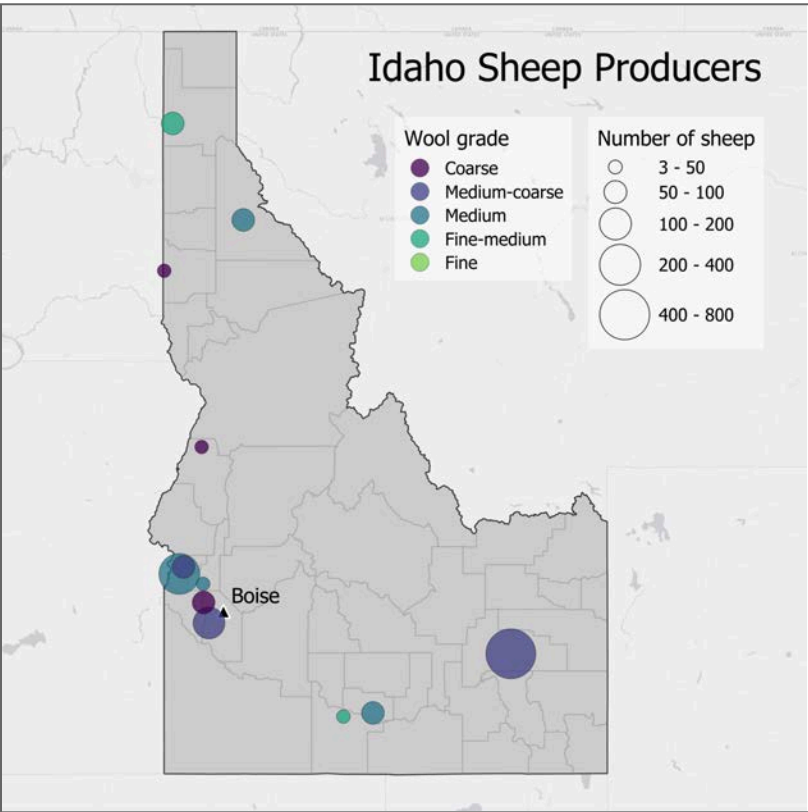 Idaho Sheep Producers
Wool grade
Coarse
Medium-coarse
Medium
Fine-medium
Fine
Number of sheep
3 - 50
50 - 100
100 - 200
200 - 400
400 - 800
Boise